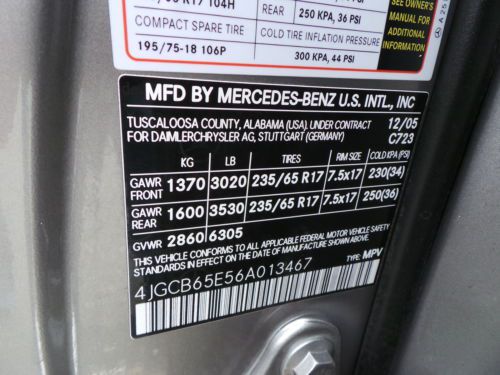 R17 104H
REAR 250 KPA, 36 PSI
COMPACT SPARE TIRE COLD TIRE INFLATION PRESSURE
195/75-18 106P 300 KPA, 44 PSI
SEE OWNER'S
MANUAL FOR
ADDITIONAL
INFORMATION
MFD BY MERCEDES-BENZ U.S. INTL., INC
TUSCALOOSA COUNTY, ALABAMA (USA). UNDER CONTRACT 12/05
FOR DAIMLERCHRYSLER AG, STUTTGART (GERMANY) C723
KG LB TIRES RIM SIZE COLD KPA (PSI)
GAWR FRONT 1370 3020 235/65 R17 7.5x17 230(34)
GAWR REAR 1600 3530 235/65 R17 7.5x17 250(36)
GVWR 2860 6305
THIS VEHICLE CONFORMS TO ALL APPLICABLE FEDERAL MOTOR VEHICLE SAFETY
STANDARDS IN EFFECT ON THE DATE OF MANUFACTURE SHOWN ABOVE.
4JGCB65E56A013467 TYPE: MPV